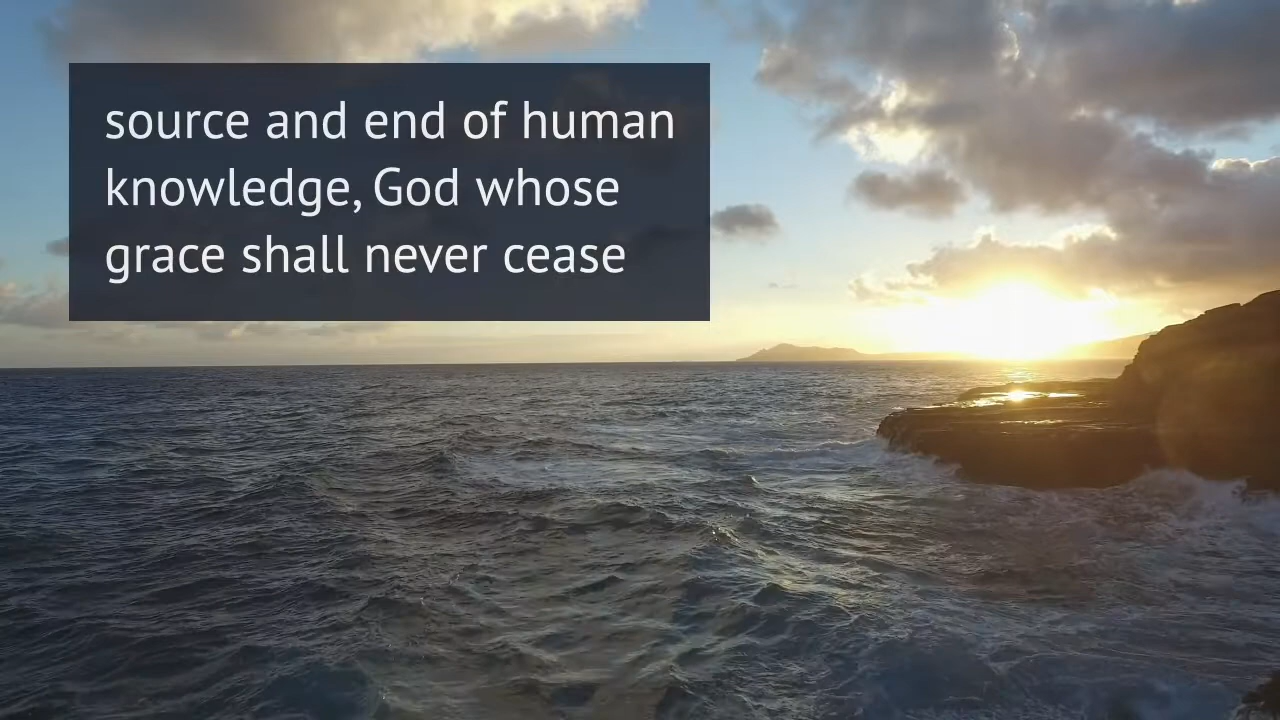 source and end of human
knowledge, God whose
grace shall never cease